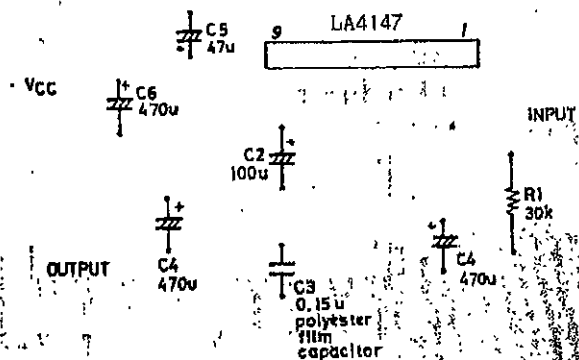 LA4147
9
1
C5
47u
VCC
C6
470u
INPUT
C2
100u
R1
30k
C4
470u
C4
470u
OUTPUT
C3
0.15u
polyester
film
capacitor